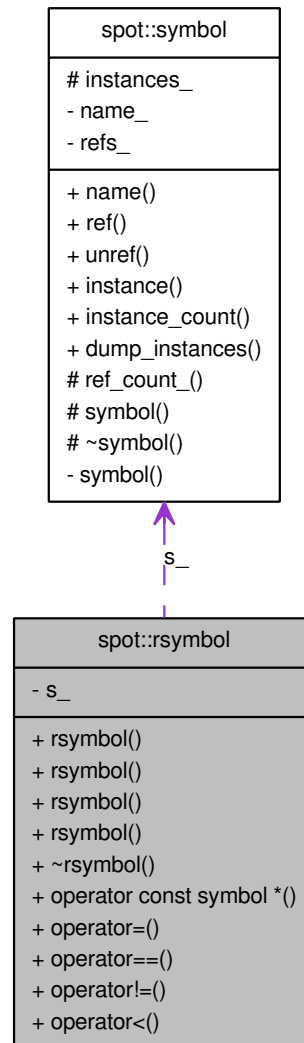 spot::symbol
# instances_
- name_
- refs_
+ name()
+ ref()
+ unref()
+ instance()
+ instance_count()
+ dump_instances()
# ref_count_()
# symbol()
# ~symbol()
- symbol()
s_
spot::rsymbol
- s_
+ rsymbol()
+ rsymbol()
+ rsymbol()
+ rsymbol()
+ ~rsymbol()
+ operator const symbol *()
+ operator=()
+ operator==()
+ operator!=()
+ operator<()